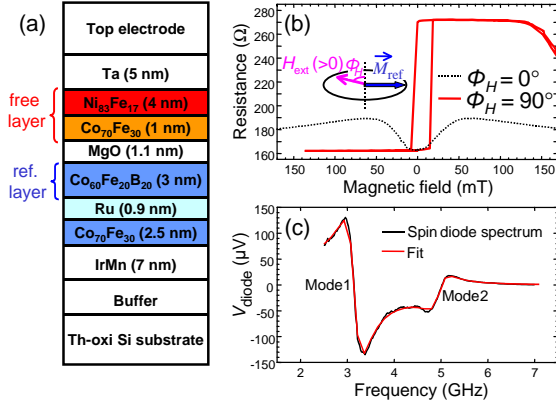 (a)
Top electrode
Ta (5 nm)
free layer
Ni83Fe17 (4 nm)
Co70Fe30 (1 nm)
MgO (1.1 nm)
ref. layer
Co60Fe20B20 (3 nm)
Ru (0.9 nm)
Co70Fe30 (2.5 nm)
IrMn (7 nm)
Buffer
Th-oxi Si substrate
(b)
Resistance (Ω)
280
260
240
220
200
180
160
Hext (>0)
ΦH
Mref
ΦH = 0°
ΦH = 90°
150 100 50 0 50 100 150
Magnetic field (mT)
(c)
Vdiode (μV)
150
100
50
0
-50
-100
-150
Spin diode spectrum
Fit
Mode1
Mode2
2 3 4 5 6 7
Frequency (GHz)